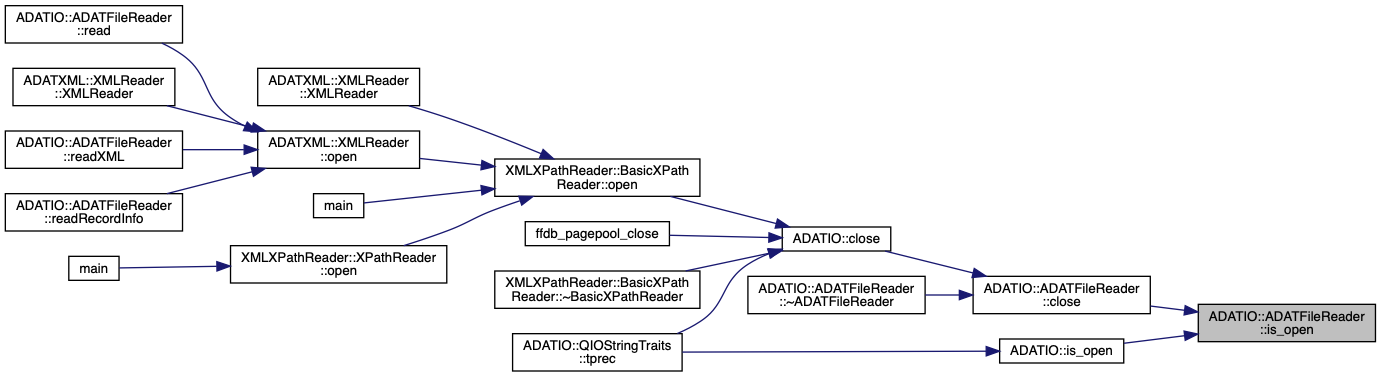 ADATIO::ADATFileReader
::read
ADATXML::XMLReader
::XMLReader
ADATIO::ADATFileReader
::readXML
ADATIO::ADATFileReader
::readRecordInfo
main
ADATXML::XMLReader
::XMLReader
ADATXML::XMLReader
::open
main
XMLXPathReader::XPathReader
::open
XMLXPathReader::BasicXPath
Reader::open
ffdb_pagepool_close
XMLXPathReader::BasicXPath
Reader::~BasicXPathReader
ADATIO::QIOStringTraits
::tprec
ADATIO::close
ADATIO::ADATFileReader
::~ADATFileReader
ADATIO::ADATFileReader
::close
ADATIO::is_open
ADATIO::ADATFileReader
::is_open